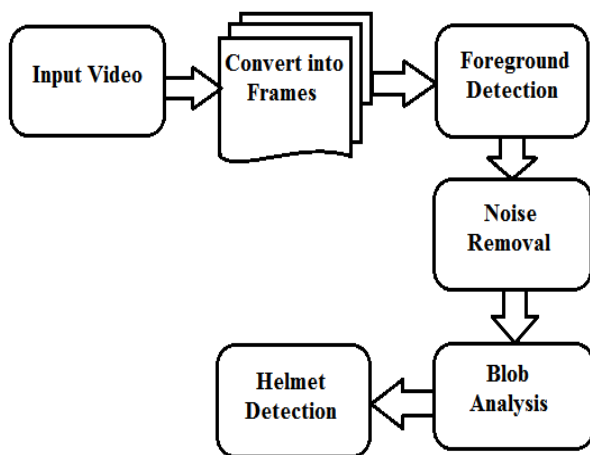 Input Video
Convert into
Frames
Foreground
Detection
Noise
Removal
Blob
Analysis
Helmet
Detection